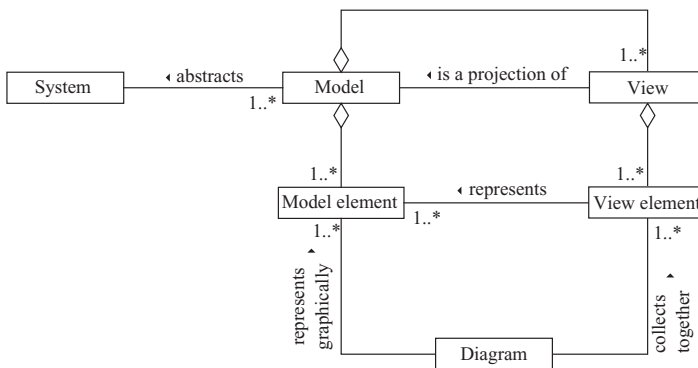 1..*
System
◂ abstracts
Model
◂ is a projection of
View
1..*
1..*
1..*
Model element
◂ represents
View element
1..*
1..*
1..*
represents
graphically
collects
together
Diagram